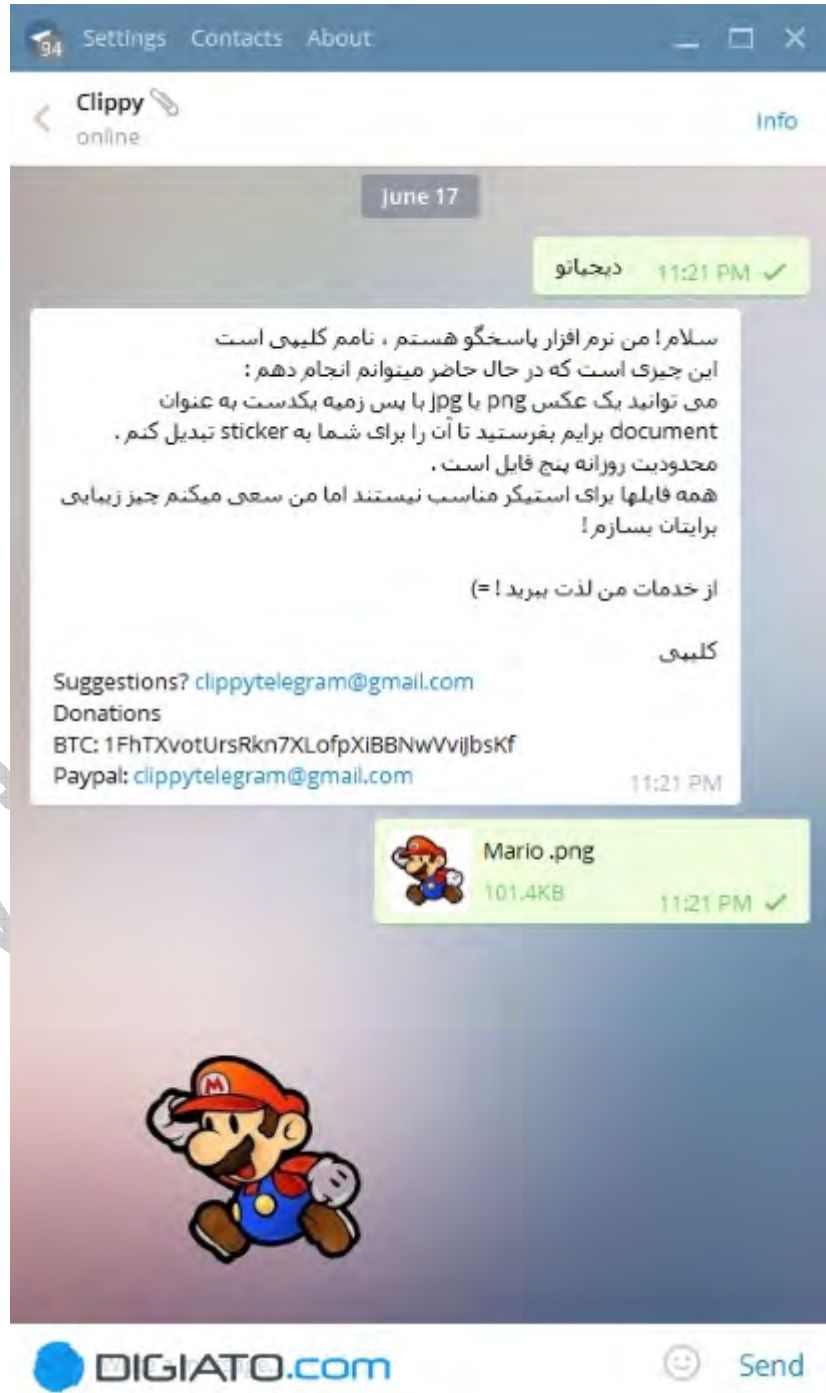 94 Settings Contacts About
Clippy
online
Info
June 17
دیجیاتو 11:21 PM
سلام! من نرم افزار پاسخگو هستم ، نامم کلیپی است
این چیزی است که در حال حاضر میتوانم انجام دهم :
می توانید یک عکس png یا jpg با پس زمیه یکدست به عنوان
document برایم بفرستید تا آن را برای شما به sticker تبدیل کنم .
محدودیت روزانه پنج فایل است .
همه فایلها برای استیکر مناسب نیستند اما من سعی میکنم چیز زیبایی
برایتان بسازم !
از خدمات من لذت ببرید ! =)
کلیپی
Suggestions? clippytelegram@gmail.com
Donations
BTC: 1FhTXvotUrsRkn7XLofpXiBBNwVviJbsKf
Paypal: clippytelegram@gmail.com
11:21 PM
Mario .png
101.4KB
11:21 PM
M
DIGIATO.com
Send